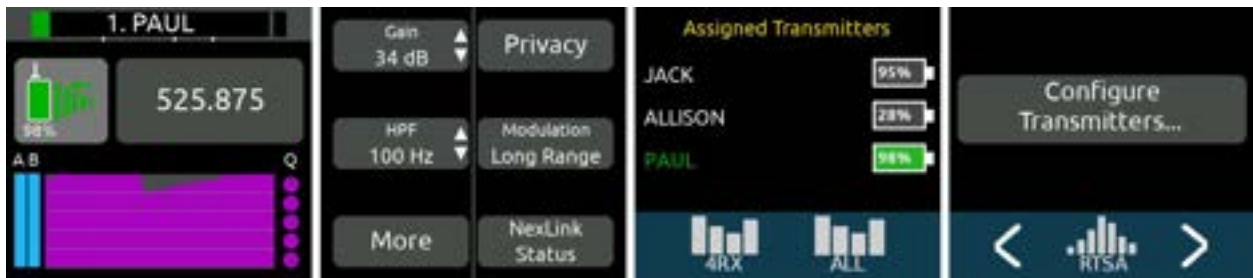 1. PAUL
98%
525.875
A B
Q
Gain
34 dB
Privacy
HPF
100 Hz
Modulation
Long Range
More
NexLink
Status
Assigned Transmitters
JACK 95%
ALLISON 28%
PAUL 98%
4RX
ALL
Configure
Transmitters...
< RTSA >